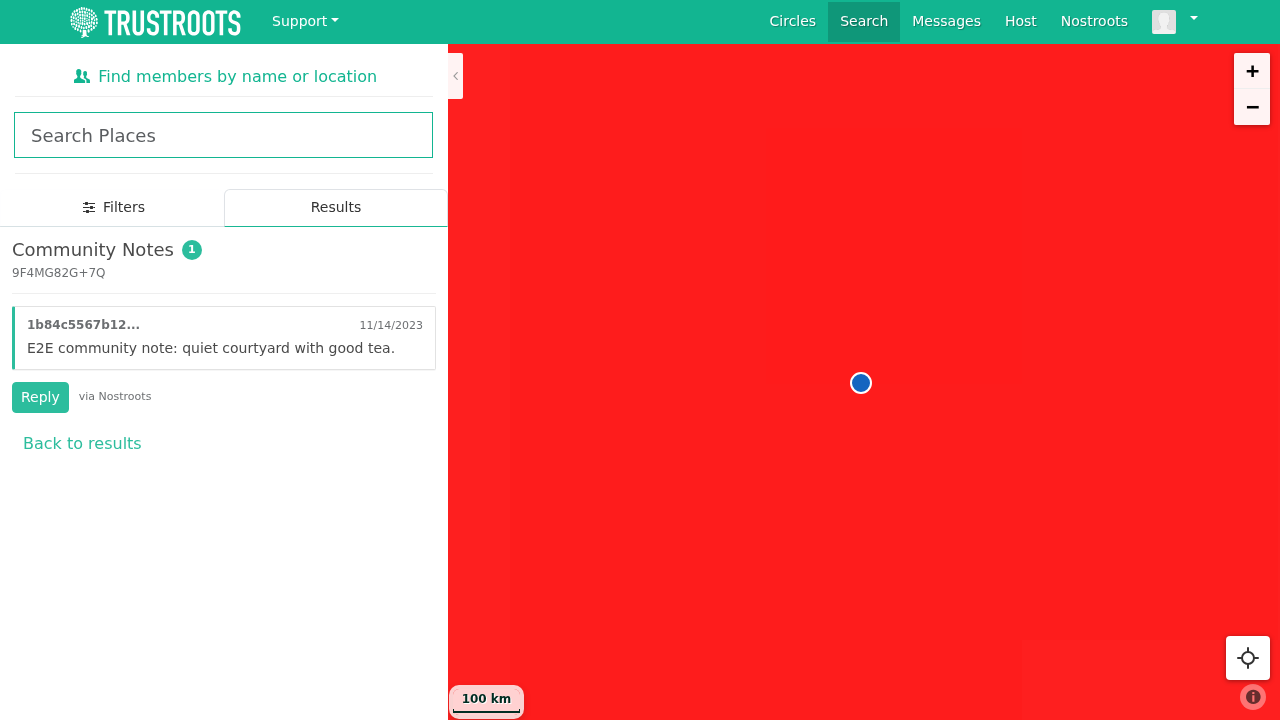 TRUSTROOTS
Support
Circles
Search
Messages
Host
Nostroots
Find members by name or location
Search Places
Filters
Results
Community Notes 1
9F4MG82G+7Q
1b84c5567b12... 11/14/2023
E2E community note: quiet courtyard with good tea.
Reply via Nostroots
Back to results
+
−
100 km